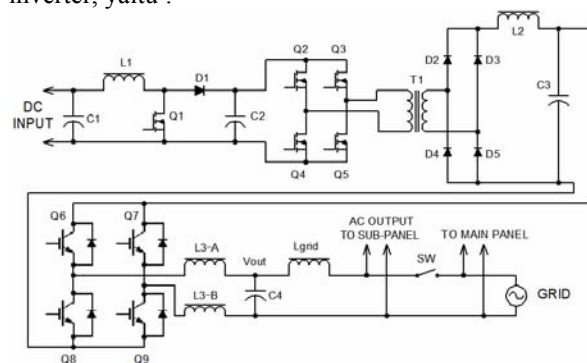 inverter, yaitu :
L1
D1
Q2
Q3
L2
D2
D3
T1
DC
INPUT
C1
Q1
C2
C3
Q4
Q5
D4
D5
Q6
Q7
L3-A
Vout
Lgrid
AC OUTPUT
TO SUB-PANEL
TO MAIN PANEL
SW
C4
GRID
L3-B
Q8
Q9